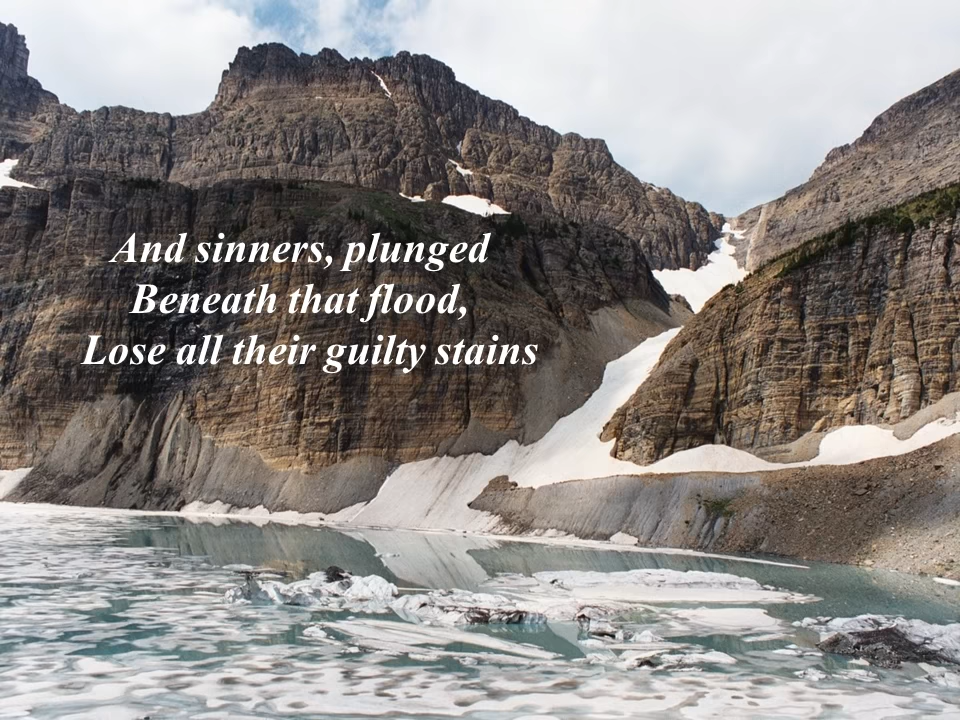 And sinners, plunged
Beneath that flood,
Lose all their guilty stains